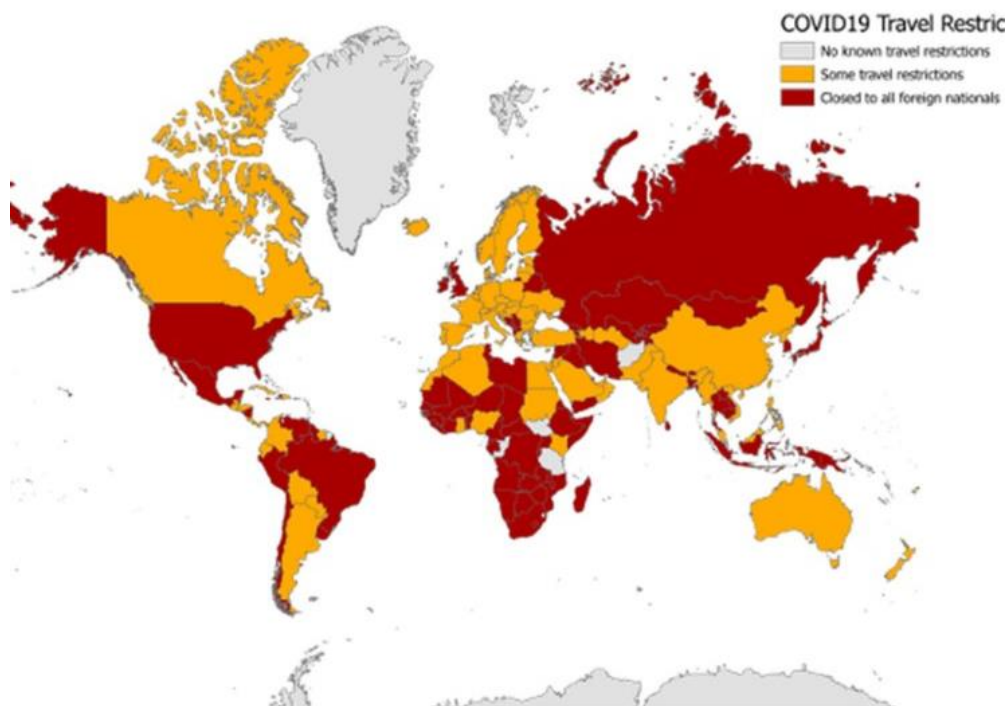 COVID19 Travel Restric
No known travel restrictions
Some travel restrictions
Closed to all foreign nationals